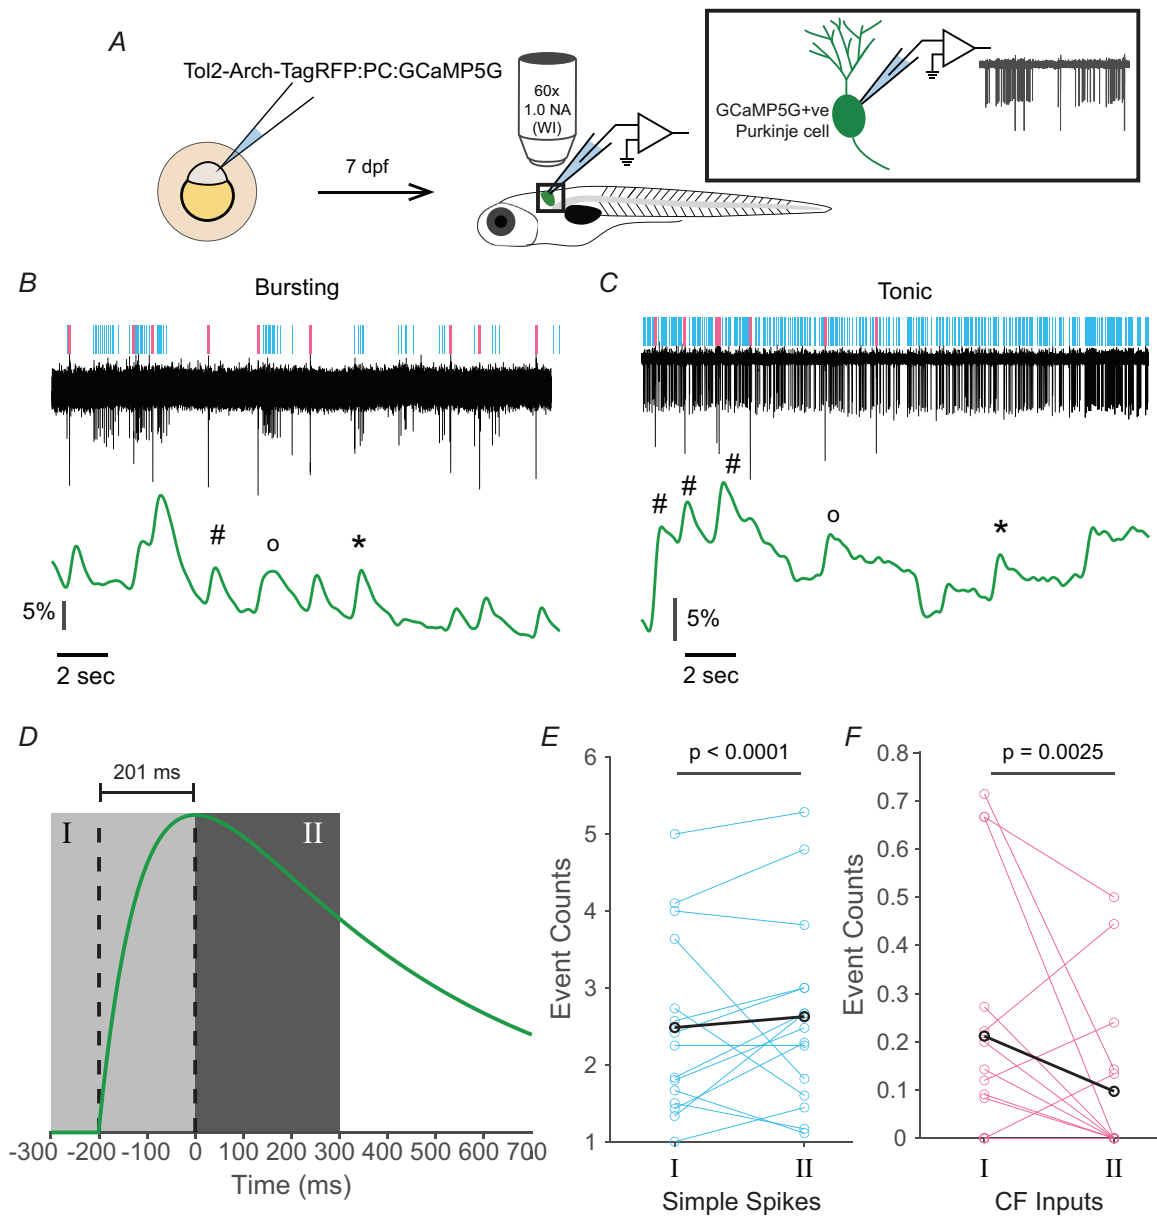 A
Tol2-Arch-TagRFP:PC:GCaMP5G
7 dpf
60x
1.0 NA
(WI)
GCaMP5G+ve
Purkinje cell
B
Bursting
#
o
*
5%
2 sec
C
Tonic
#
#
#
o
*
5%
2 sec
D
201 ms
I
II
-300 -200 -100 0 100 200 300 400 500 600 700
Time (ms)
E
p < 0.0001
6
5
4
3
2
1
Event Counts
I
II
Simple Spikes
F
p = 0.0025
0.8
0.7
0.6
0.5
0.4
0.3
0.2
0.1
0
Event Counts
I
II
CF Inputs